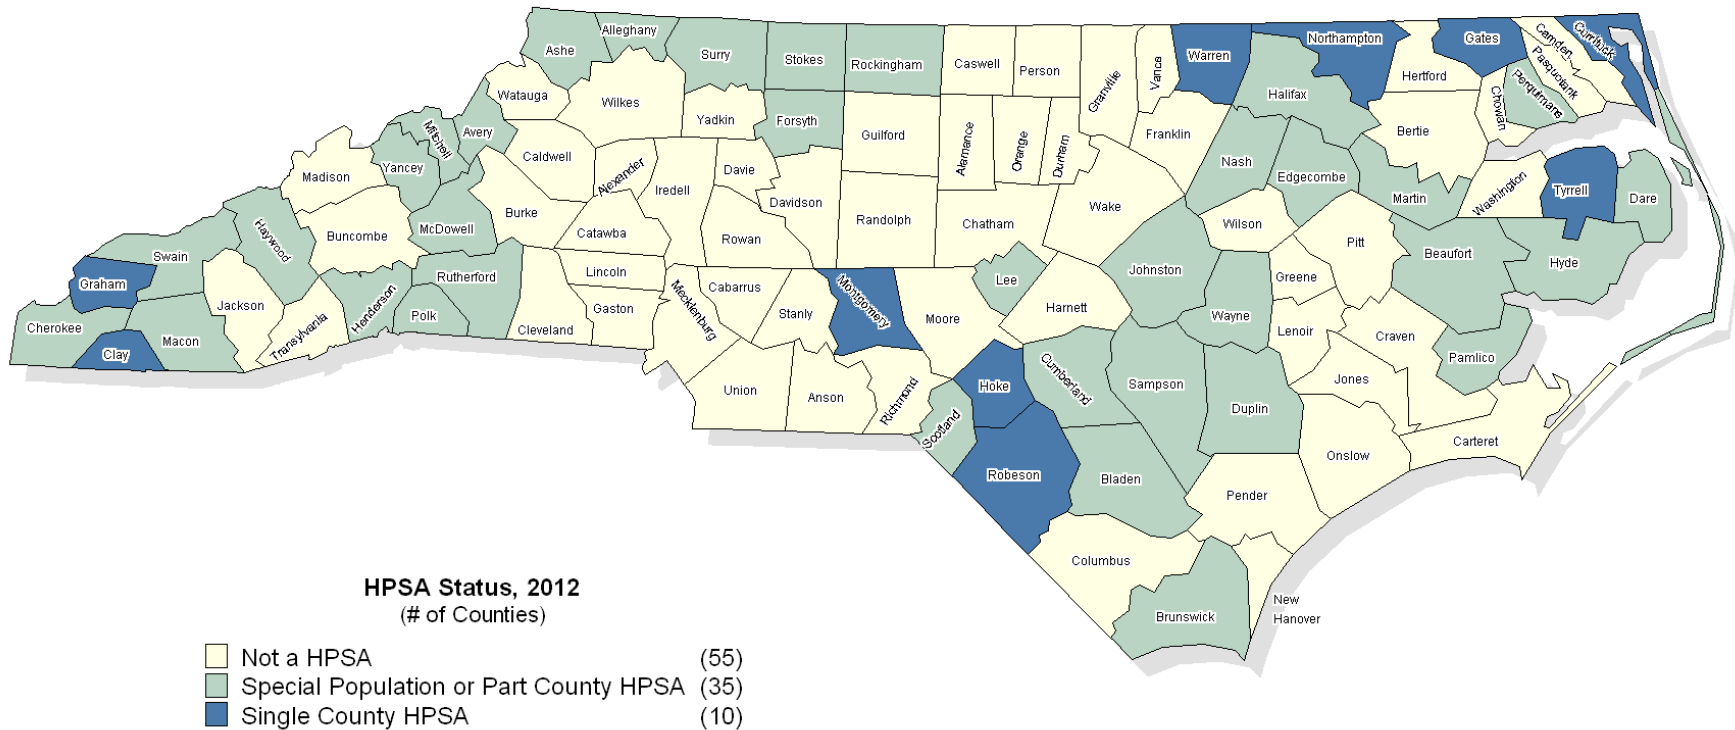 Ashe
Alleghany
Surry
Stokes
Rockingham
Caswell
Person
Granville
Vance
Warren
Northampton
Gates
Camden
Currituck
Pasquotank
Perquimans
Hertford
Chowan
Halifax
Watauga
Wilkes
Yadkin
Forsyth
Guilford
Alamance
Orange
Durham
Franklin
Bertie
Avery
Mitchell
Yancey
Madison
Caldwell
Alexander
Iredell
Davie
Davidson
Randolph
Chatham
Wake
Nash
Edgecombe
Martin
Washington
Tyrrell
Dare
Haywood
Buncombe
McDowell
Burke
Catawba
Rowan
Wilson
Pitt
Beaufort
Hyde
Swain
Graham
Cherokee
Clay
Macon
Jackson
Transylvania
Henderson
Polk
Rutherford
Cleveland
Lincoln
Gaston
Mecklenburg
Cabarrus
Stanly
Montgomery
Moore
Lee
Harnett
Johnston
Wayne
Greene
Lenoir
Craven
Pamlico
Jones
Union
Anson
Richmond
Scotland
Hoke
Cumberland
Sampson
Duplin
Onslow
Carteret
Robeson
Bladen
Pender
Columbus
Brunswick
New
Hanover
HPSA Status, 2012
(# of Counties)
Not a HPSA (55)
Special Population or Part County HPSA (35)
Single County HPSA (10)